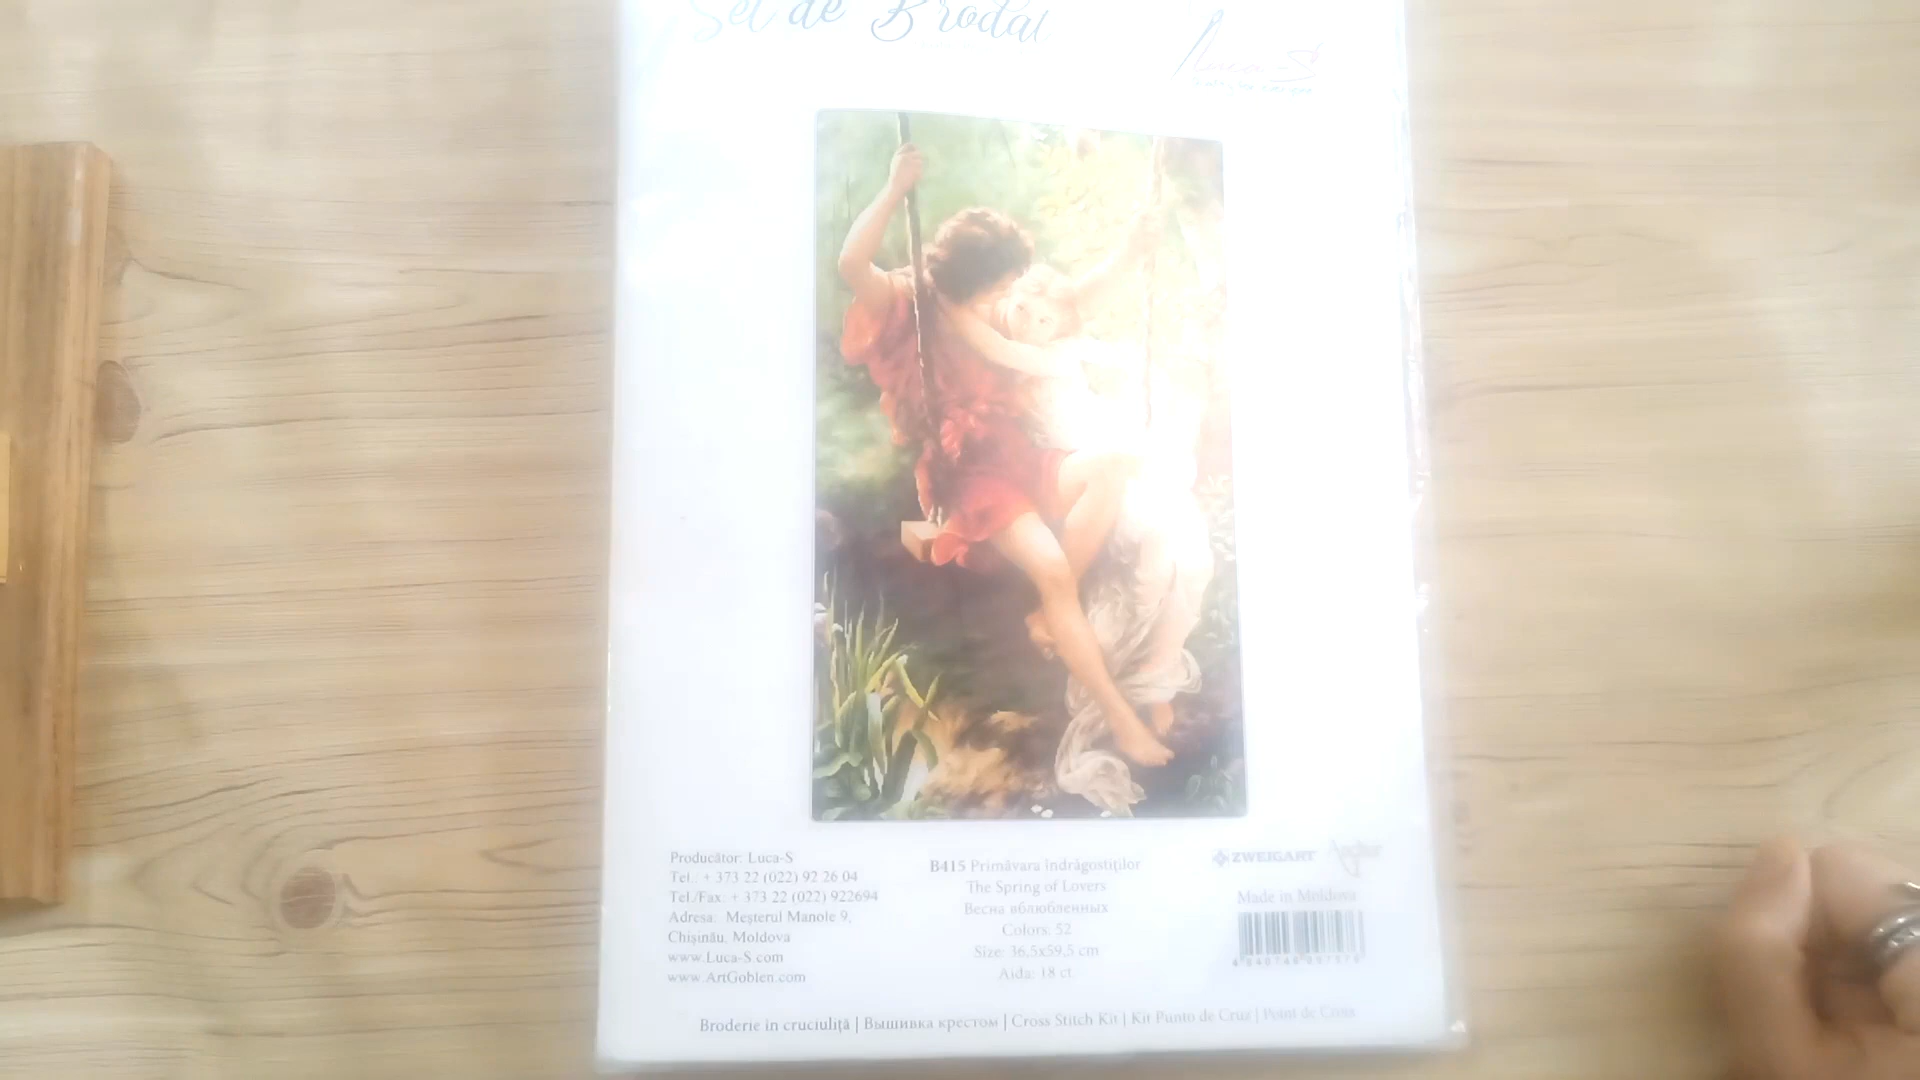 Set de Brodat
Luca-S
Producător: Luca-S
Tel.: + 373 22 (022) 92 26 04
Tel./Fax: + 373 22 (022) 922694
Adresa: Meșterul Manole 9,
Chișinău, Moldova
www.Luca-S.com
www.ArtGoblen.com
B415 Primăvara îndrăgostiților
The Spring of Lovers
Весна влюбленных
Colors: 52
Size: 36,5x59,5 cm
Aida: 18 ct
ZWEIGART Anchor
Made in Moldova
Broderie in cruciuliță | Вышивка крестом | Cross Stitch Kit | Kit Punto de Cruz | Point de Croix